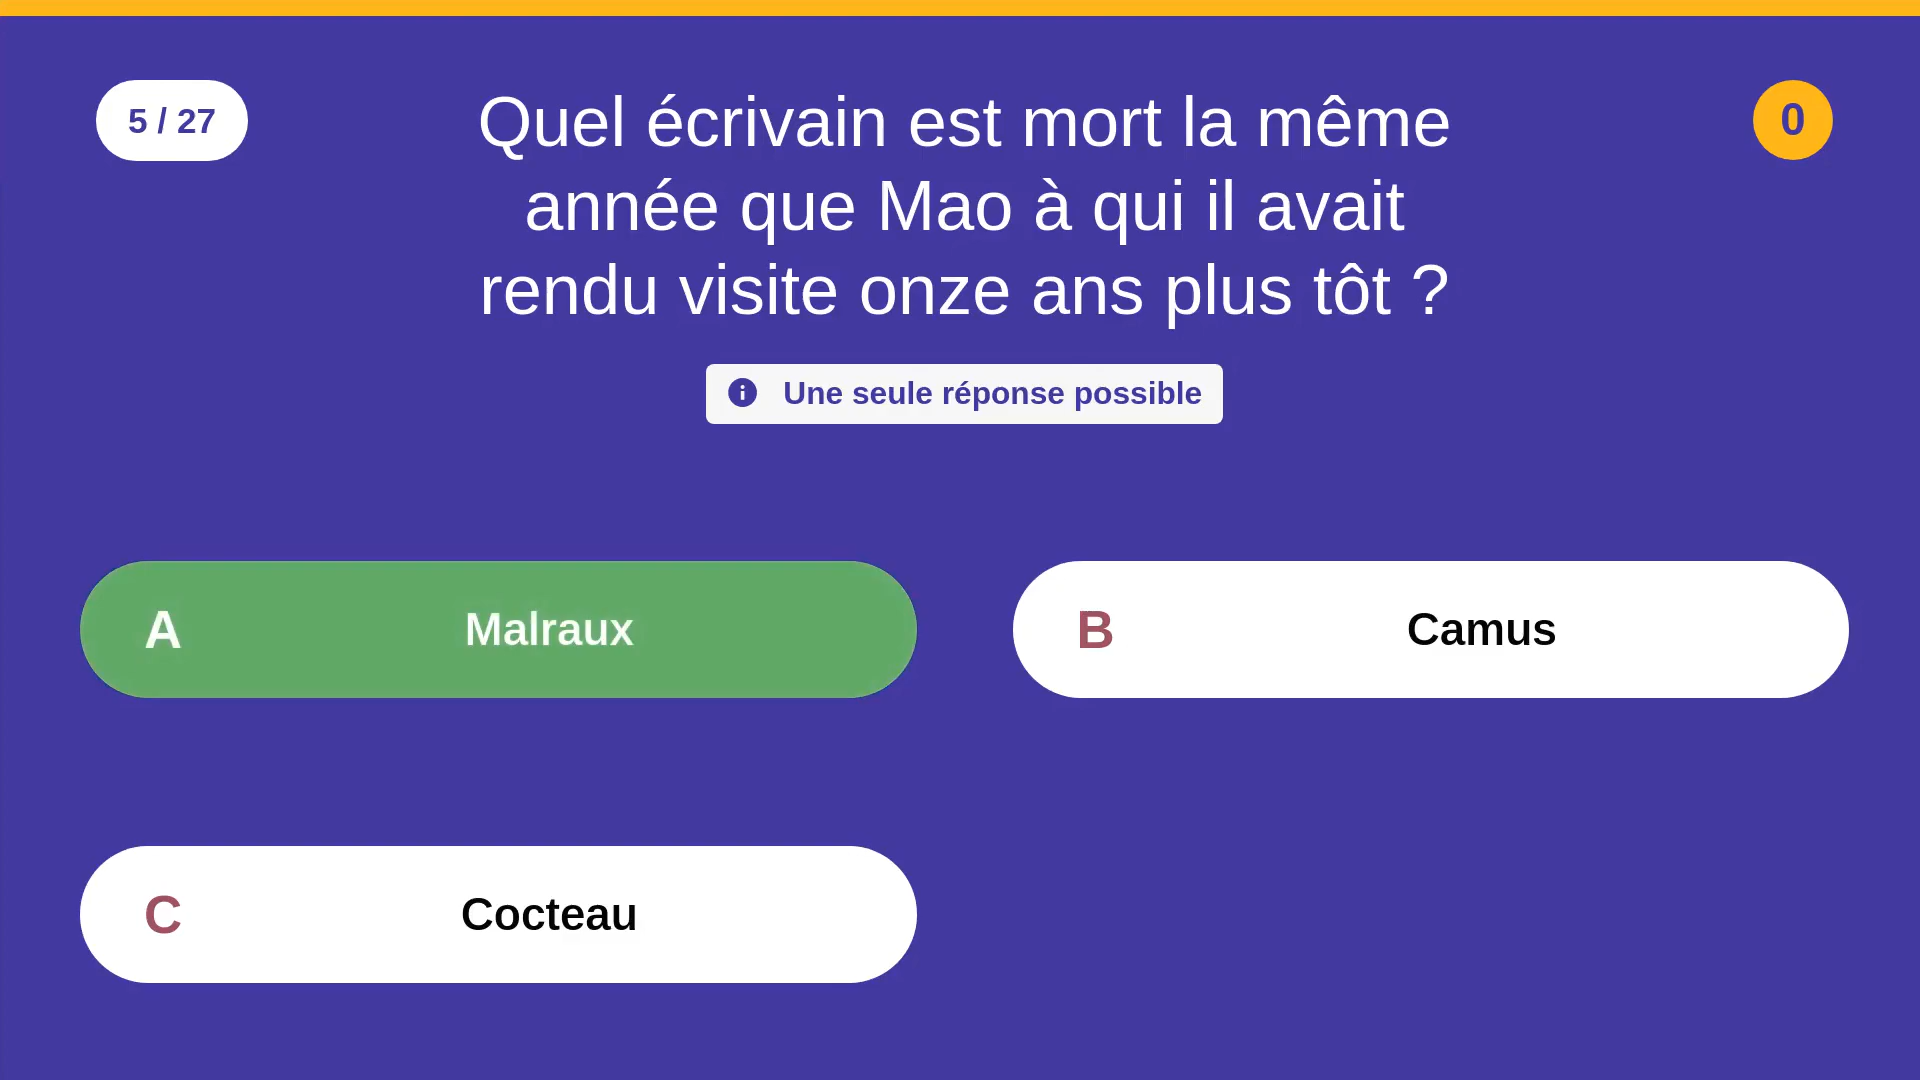 5 / 27
Quel écrivain est mort la même
année que Mao à qui il avait
rendu visite onze ans plus tôt ?
0
Une seule réponse possible
A Malraux
B Camus
C Cocteau